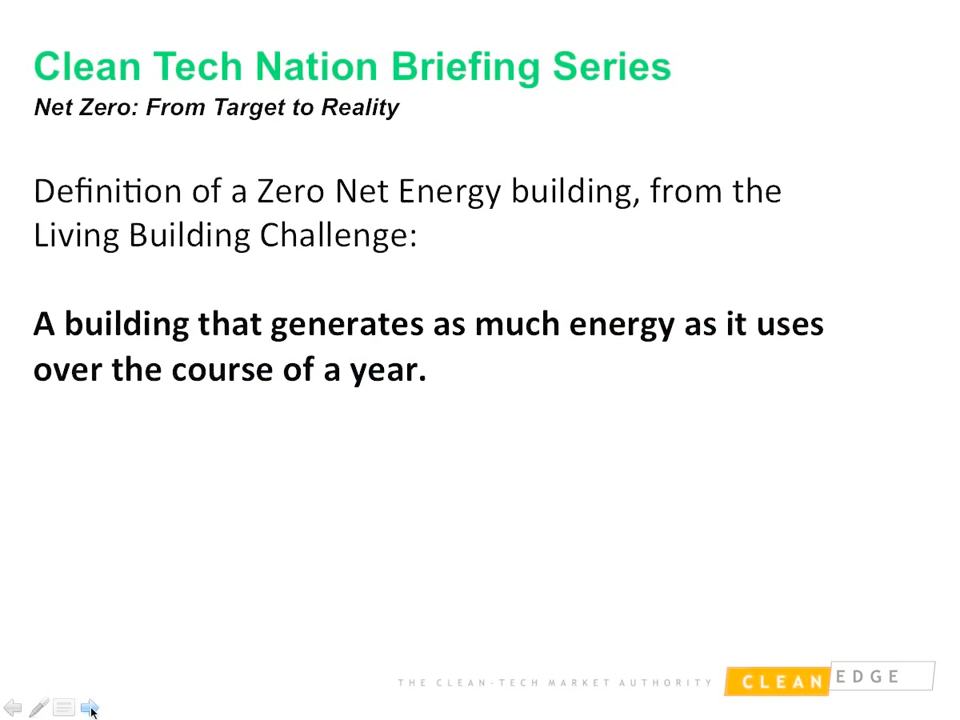 Clean Tech Nation Briefing Series
Net Zero: From Target to Reality
Definition of a Zero Net Energy building, from the
Living Building Challenge:
A building that generates as much energy as it uses
over the course of a year.
THE CLEAN-TECH MARKET AUTHORITY CLEAN EDGE